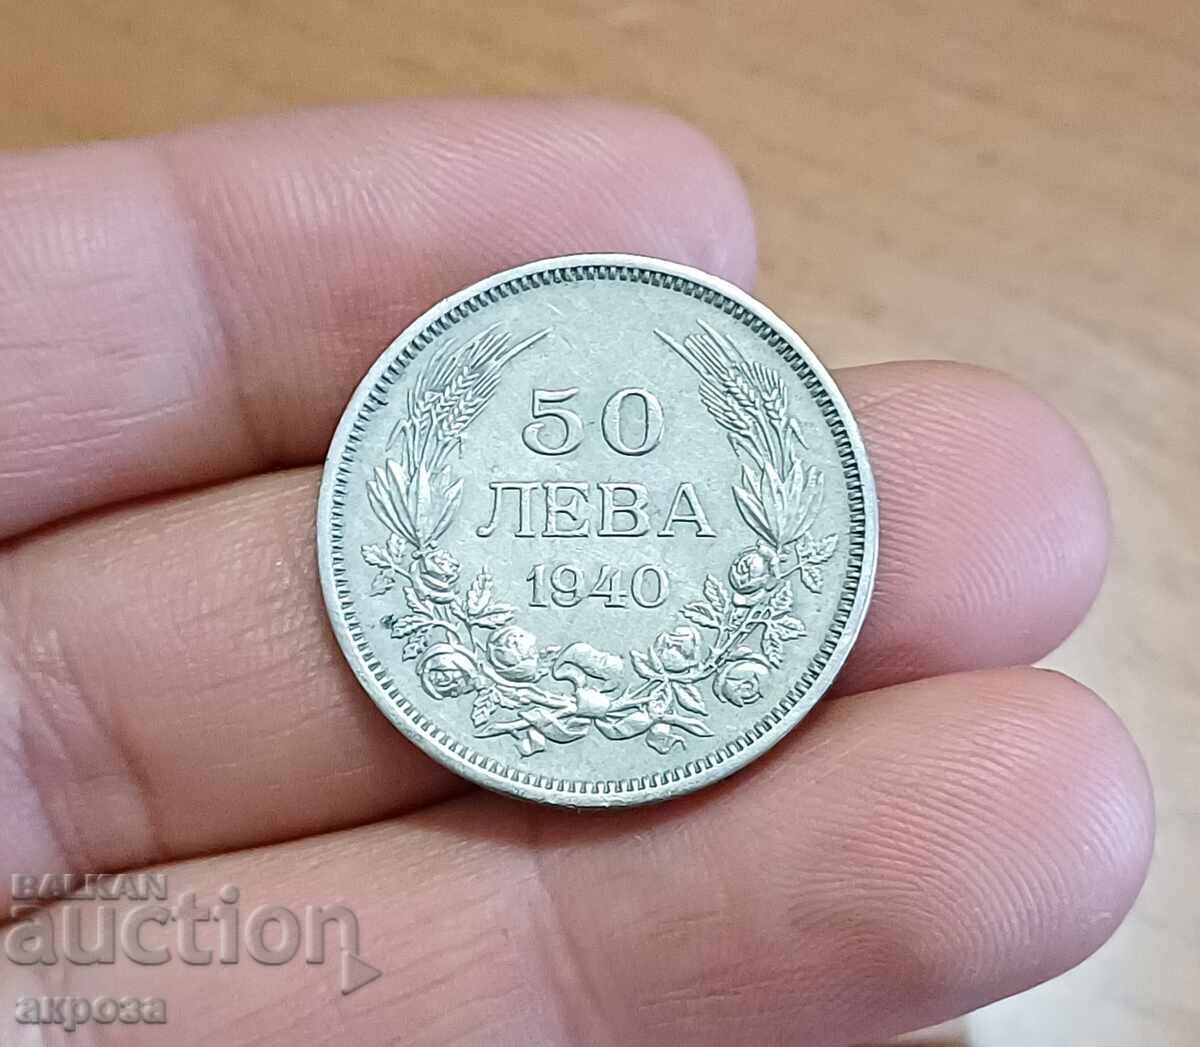 50
ЛЕВА
1940
BALKAN
auction
акроза